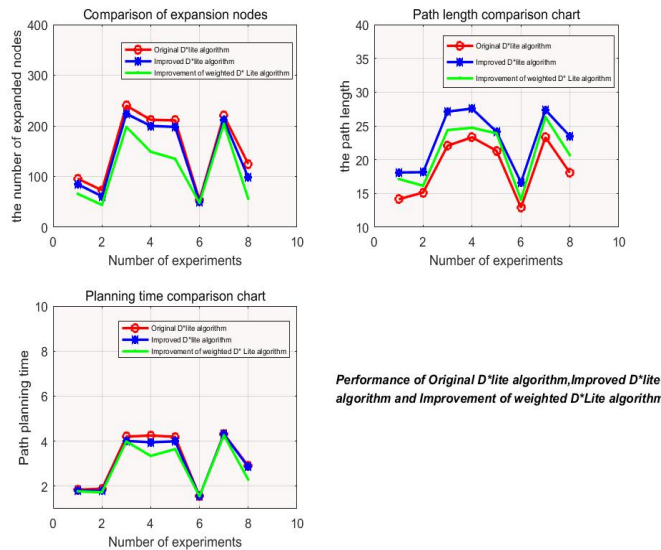 Comparison of expansion nodes
400
300
200
100
0
the number of expanded nodes
Original D*lite algorithm
Improved D*lite algorithm
Improvement of weighted D* Lite algorithm
0 2 4 6 8 10
Number of experiments
Path length comparison chart
40
35
30
25
20
15
10
the path length
Original D*lite algorithm
Improved D*lite algorithm
Improvement of weighted D* Lite algorithm
0 2 4 6 8 10
Number of experiments
Planning time comparison chart
10
8
6
4
2
Path planning time
Original D*lite algorithm
Improved D*lite algorithm
Improvement of weighted D* Lite algorithm
0 2 4 6 8 10
Number of experiments
Performance of Original D*lite algorithm,Improved D*lite
algorithm and Improvement of weighted D*Lite algorithm